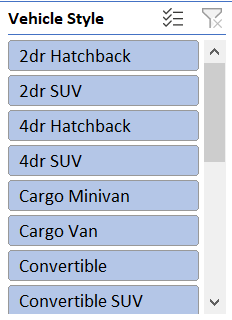 Vehicle Style
2dr Hatchback
2dr SUV
4dr Hatchback
4dr SUV
Cargo Minivan
Cargo Van
Convertible
Convertible SUV